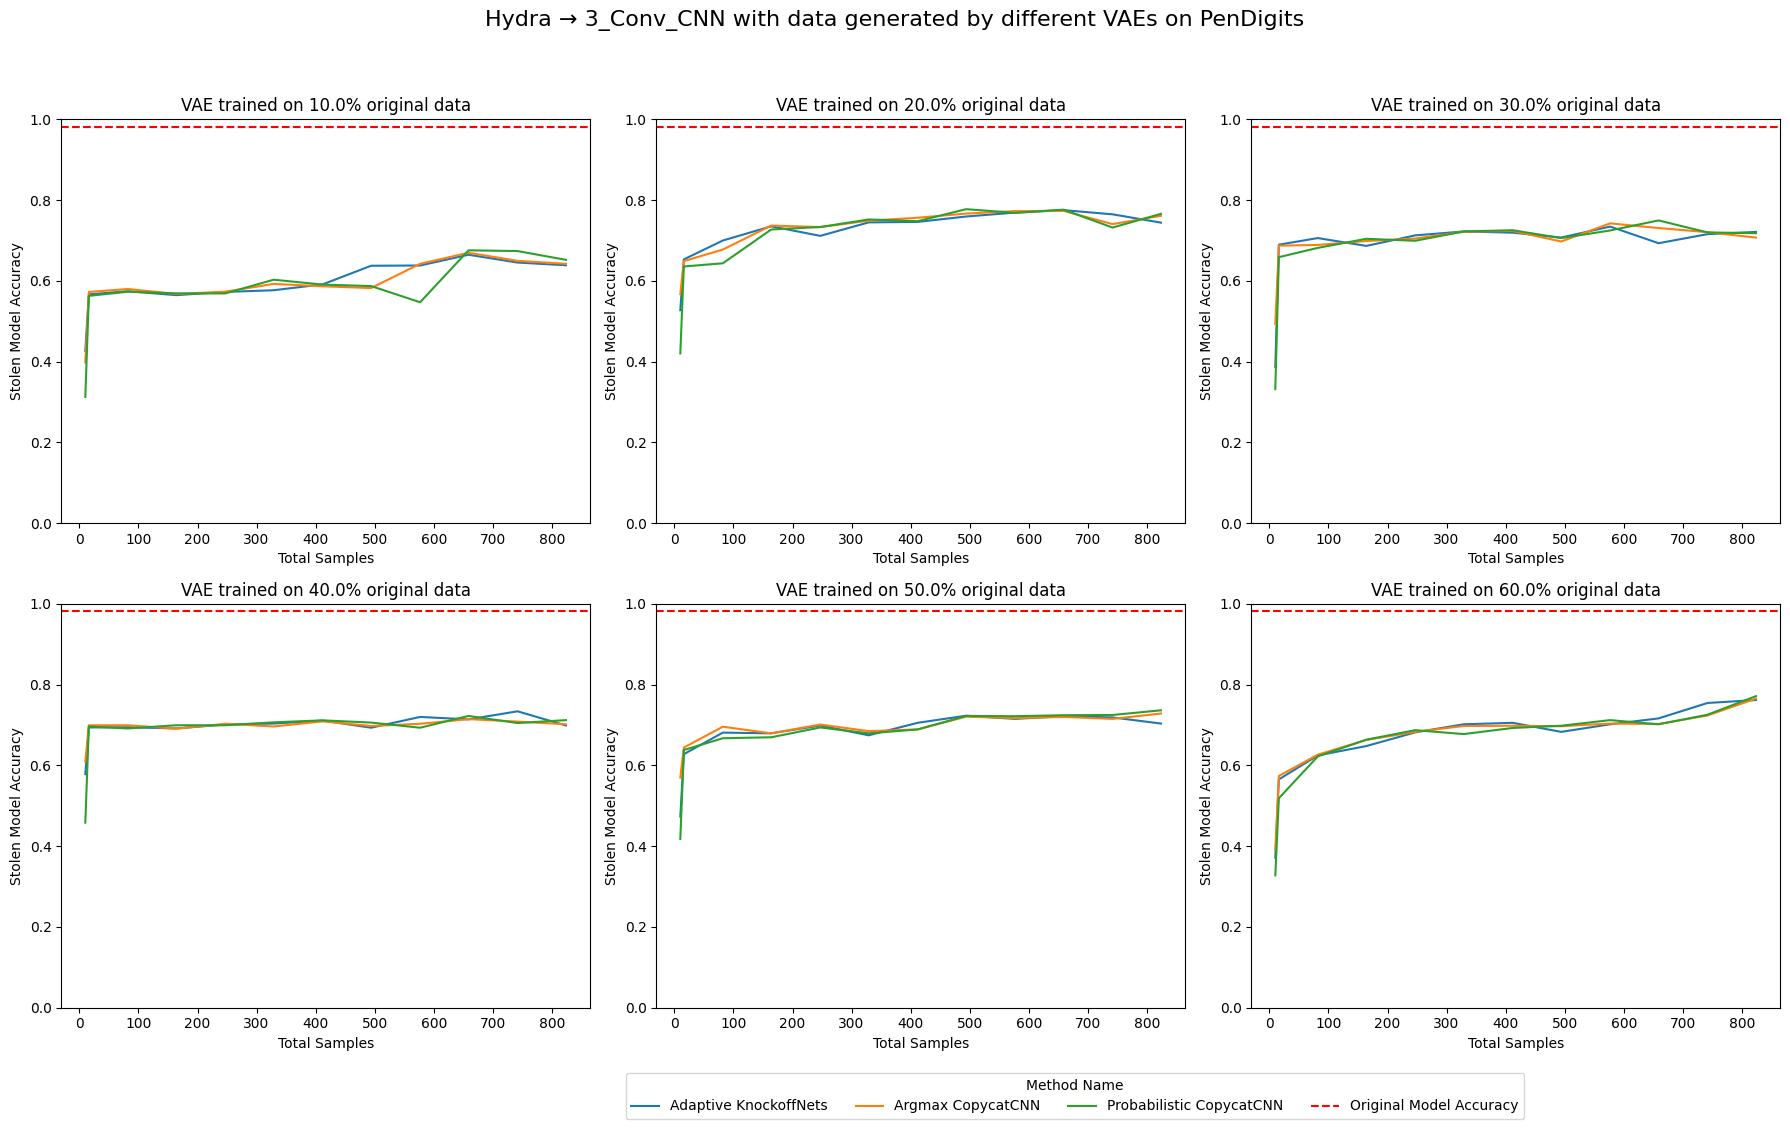 Hydra → 3_Conv_CNN with data generated by different VAEs on PenDigits
VAE trained on 10.0% original data
1.0
0.8
0.6
0.4
0.2
0.0
Stolen Model Accuracy
0 100 200 300 400 500 600 700 800
Total Samples
VAE trained on 20.0% original data
1.0
0.8
0.6
0.4
0.2
0.0
Stolen Model Accuracy
0 100 200 300 400 500 600 700 800
Total Samples
VAE trained on 30.0% original data
1.0
0.8
0.6
0.4
0.2
0.0
Stolen Model Accuracy
0 100 200 300 400 500 600 700 800
Total Samples
VAE trained on 40.0% original data
1.0
0.8
0.6
0.4
0.2
0.0
Stolen Model Accuracy
0 100 200 300 400 500 600 700 800
Total Samples
VAE trained on 50.0% original data
1.0
0.8
0.6
0.4
0.2
0.0
Stolen Model Accuracy
0 100 200 300 400 500 600 700 800
Total Samples
VAE trained on 60.0% original data
1.0
0.8
0.6
0.4
0.2
0.0
Stolen Model Accuracy
0 100 200 300 400 500 600 700 800
Total Samples
Method Name
Adaptive KnockoffNets Argmax CopycatCNN Probabilistic CopycatCNN Original Model Accuracy